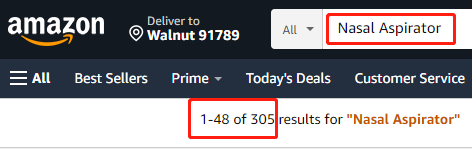 amazon
Deliver to
Walnut 91789
All
Nasal Aspirator
All Best Sellers Prime Today's Deals Customer Service
1-48 of 305 results for "Nasal Aspirator"